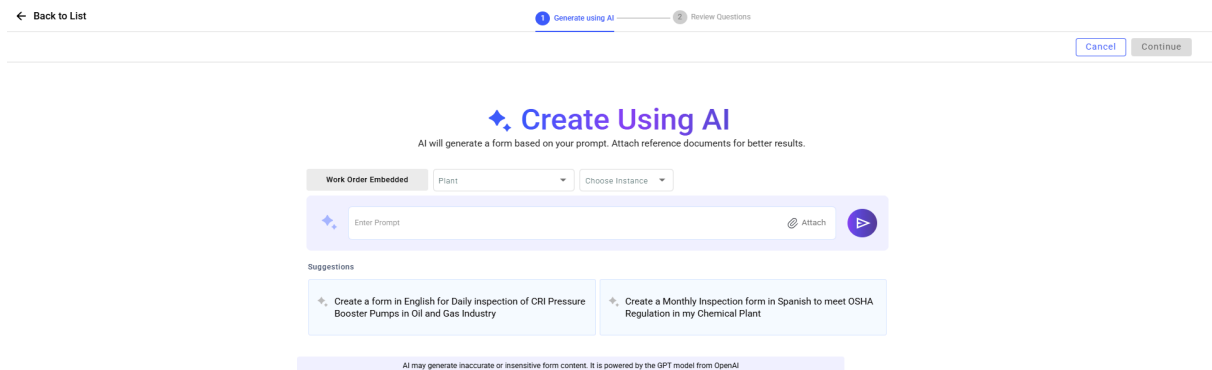 Back to List
1 Generate using AI
2 Review Questions
Cancel
Continue
Create Using AI
AI will generate a form based on your prompt. Attach reference documents for better results.
Work Order Embedded
Plant
Choose Instance
Enter Prompt
Attach
Suggestions
Create a form in English for Daily inspection of CRI Pressure
Booster Pumps in Oil and Gas Industry
Create a Monthly Inspection form in Spanish to meet OSHA
Regulation in my Chemical Plant
AI may generate inaccurate or insensitive form content. It is powered by the GPT model from OpenAI